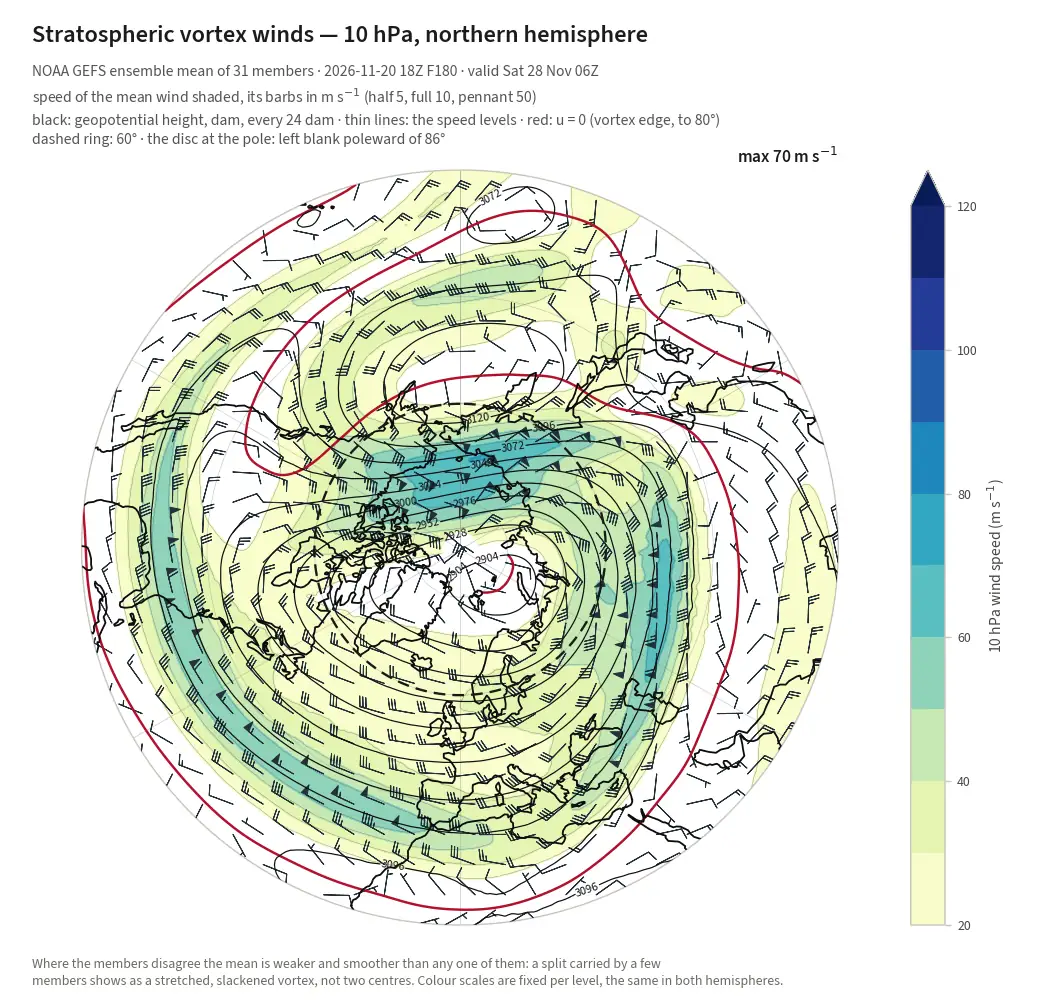 Stratospheric vortex winds — 10 hPa, northern hemisphere
NOAA GEFS ensemble mean of 31 members · 2026-11-20 18Z F180 · valid Sat 28 Nov 06Z
speed of the mean wind shaded, its barbs in m s⁻¹ (half 5, full 10, pennant 50)
black: geopotential height, dam, every 24 dam · thin lines: the speed levels · red: u = 0 (vortex edge, to 80°)
dashed ring: 60° · the disc at the pole: left blank poleward of 86°
max 70 m s⁻¹
3072
3120
3096
3072
3048
3024
3000
2976
2952
2928
2904
2904
3096
3096
120
100
80
60
40
20
10 hPa wind speed (m s⁻¹)
Where the members disagree the mean is weaker and smoother than any one of them: a split carried by a few
members shows as a stretched, slackened vortex, not two centres. Colour scales are fixed per level, the same in both hemispheres.